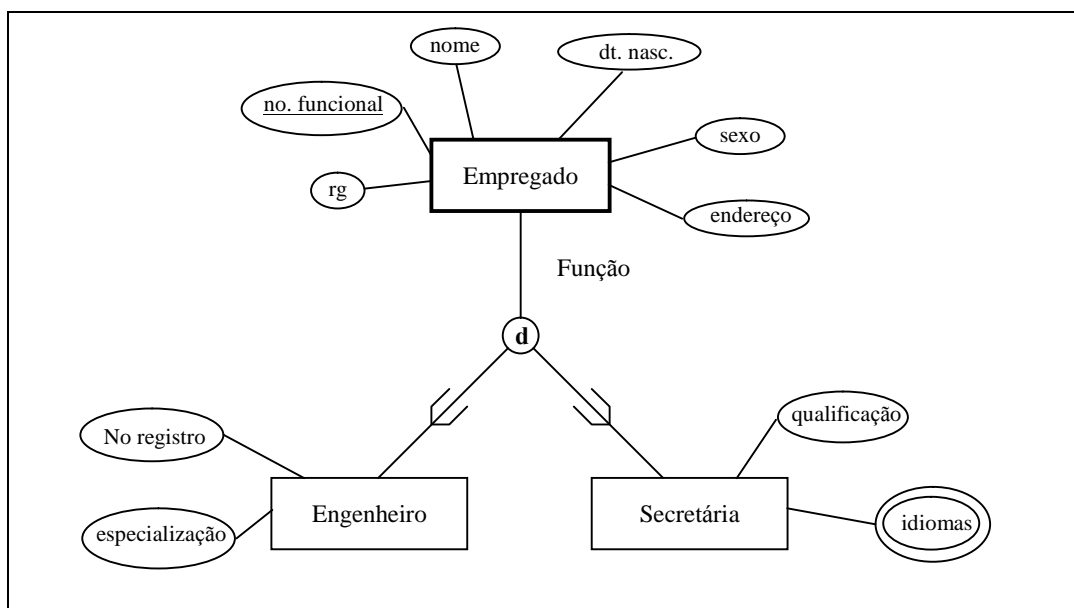 nome
dt. nasc.
no. funcional
sexo
Empregado
rg
endereço
Função
d
qualificação
No registro
Engenheiro
Secretária
idiomas
especialização